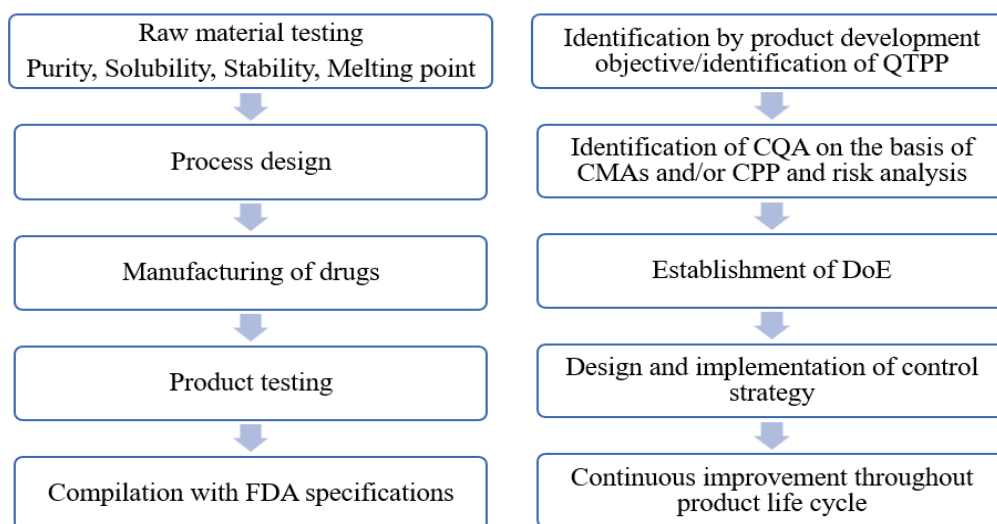 Raw material testing
Purity, Solubility, Stability, Melting point
Process design
Manufacturing of drugs
Product testing
Compilation with FDA specifications
Identification by product development
objective/identification of QTPP
Identification of CQA on the basis of
CMAs and/or CPP and risk analysis
Establishment of DoE
Design and implementation of control
strategy
Continuous improvement throughout
product life cycle